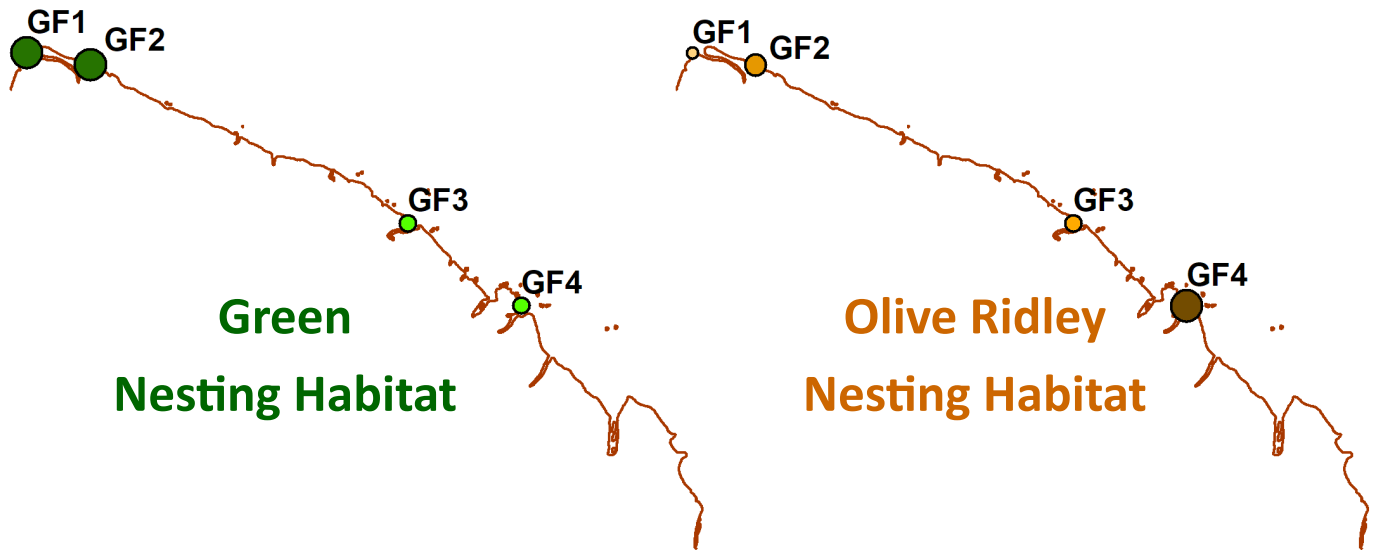 GF1
GF2
GF3
GF4
Green
Nesting Habitat
GF1
GF2
GF3
GF4
Olive Ridley
Nesting Habitat